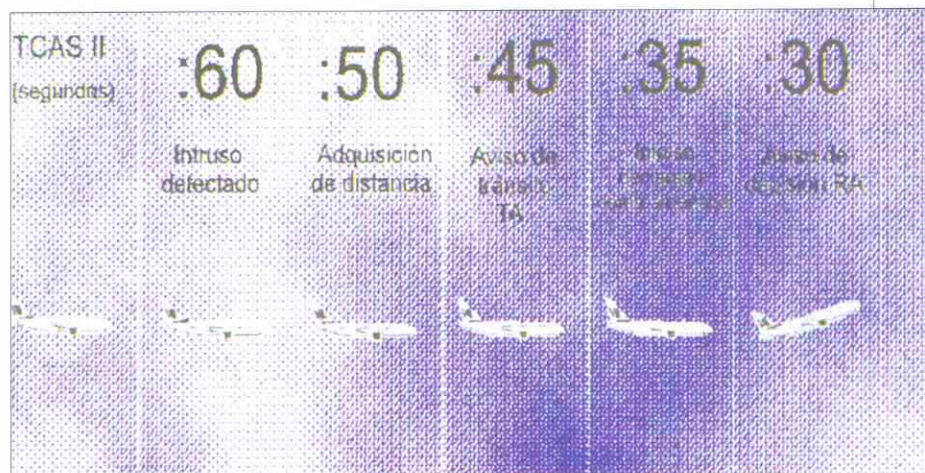 TCAS II
(segundos)
:60
:50
:45
:35
:30
Intruso
detectado
Adquisición
de distancia
Aviso de
tránsito
TA
Intruso
Aviso de
decisión RA